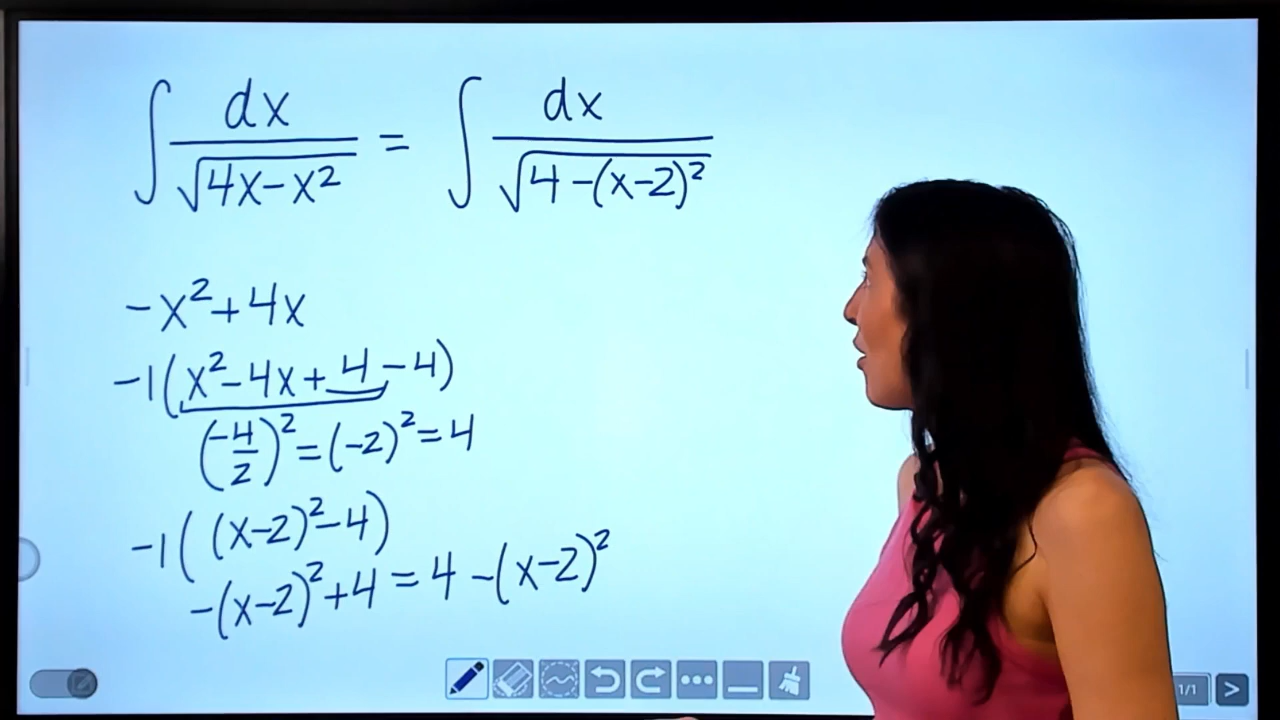 ∫ dx/√(4x-x²) = ∫ dx/√(4-(x-2)²)
-x²+4x
-1(x²-4x+4-4)
(-4/2)²=(-2)²=4
-1((x-2)²-4)
-(x-2)²+4=4-(x-2)²
1/1